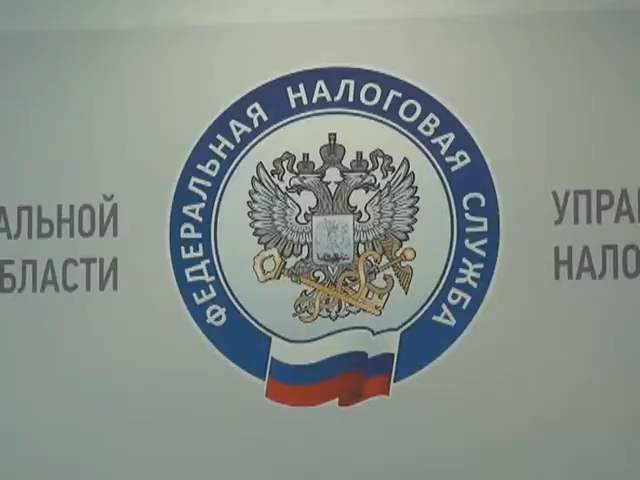 ФЕДЕРАЛЬНАЯ НАЛОГОВАЯ СЛУЖБА
АЛЬНОЙ
БЛАСТИ
УПРА
НАЛО